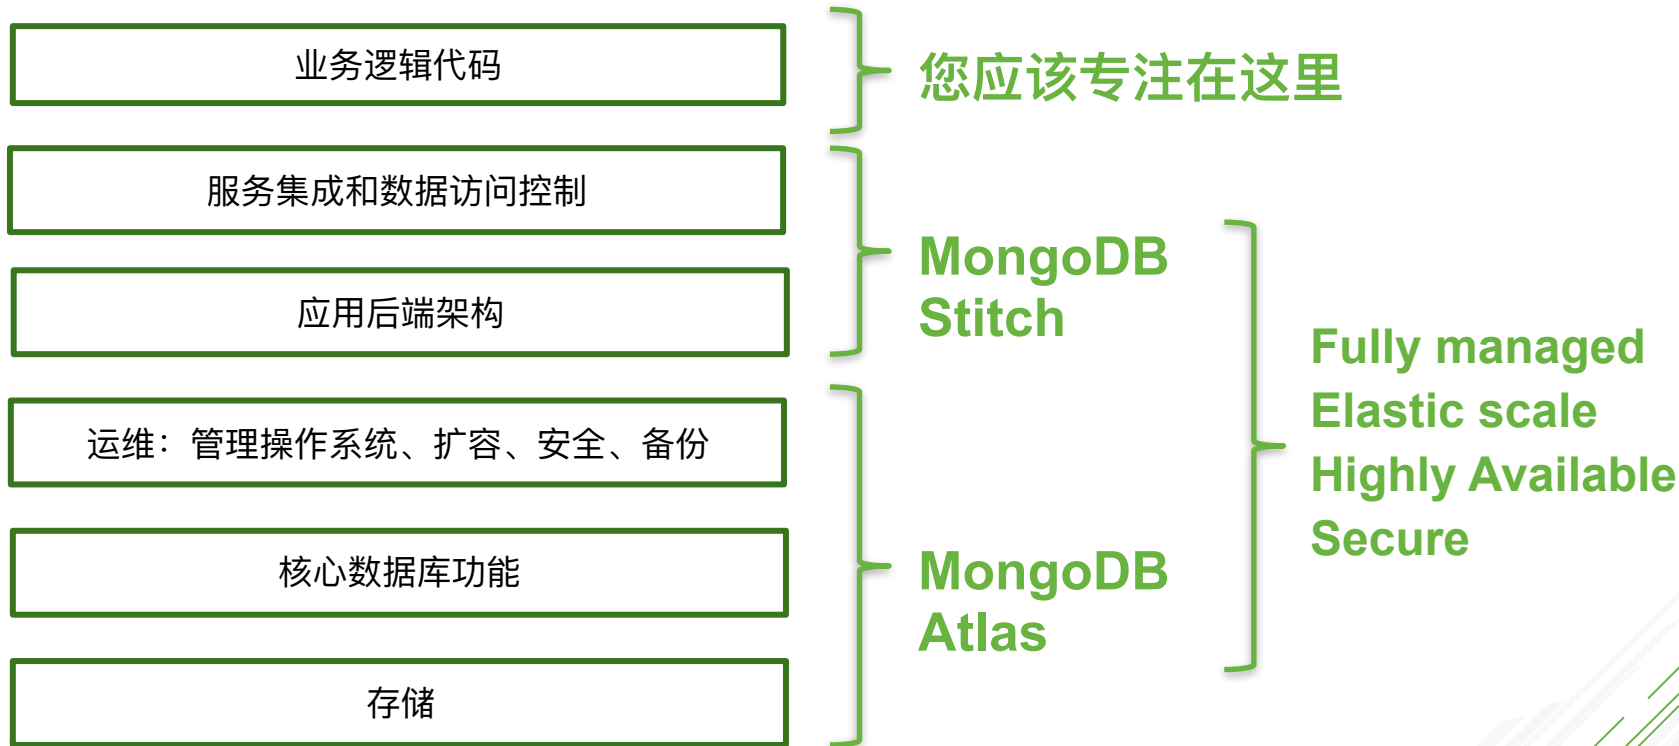 业务逻辑代码
您应该专注在这里
服务集成和数据访问控制
应用后端架构
MongoDB
Stitch
运维：管理操作系统、扩容、安全、备份
核心数据库功能
存储
MongoDB
Atlas
Fully managed
Elastic scale
Highly Available
Secure